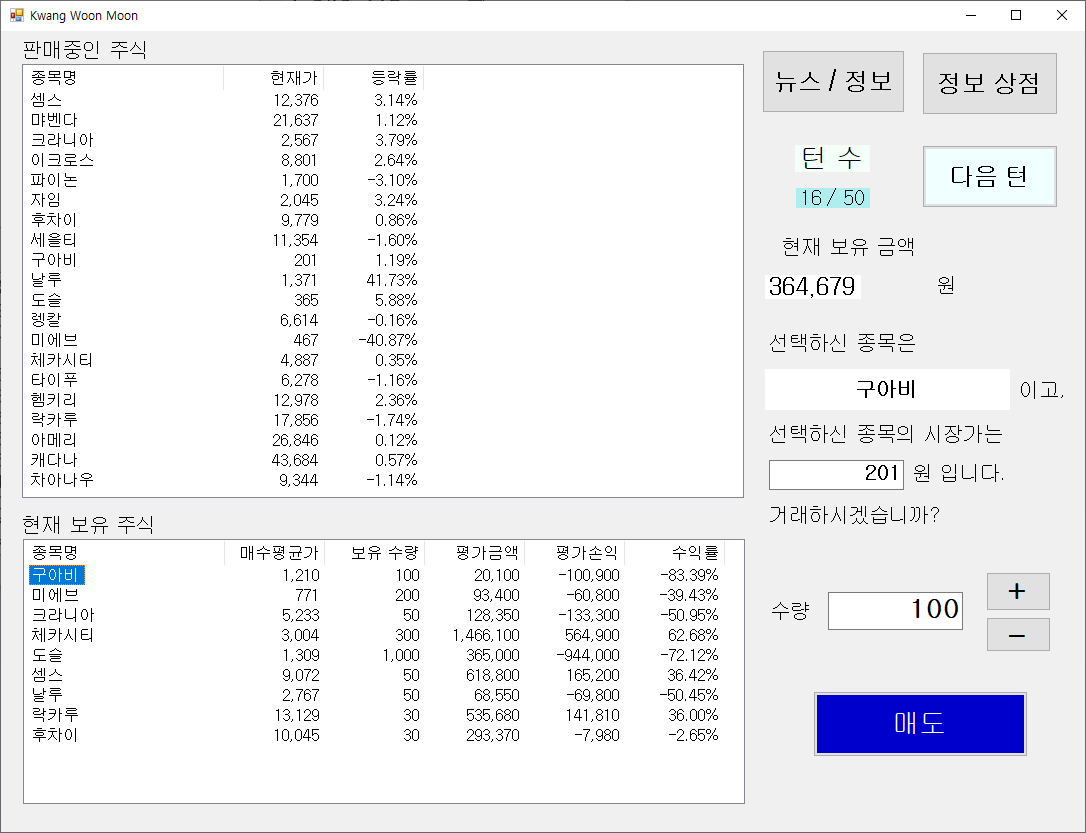 Kwang Woon Moon
판매중인 주식
종목명 현재가 등락률
셈스 12,376 3.14%
먀벤다 21,637 1.12%
크라니아 2,567 3.79%
이크로스 8,801 2.64%
파이논 1,700 -3.10%
자임 2,045 3.24%
후차이 9,779 0.86%
세을티 11,354 -1.60%
구아비 201 1.19%
날루 1,371 41.73%
도슬 365 5.88%
렝칼 6,614 -0.16%
미에브 467 -40.87%
체카시티 4,887 0.35%
타이푸 6,278 -1.16%
헴키리 12,978 2.36%
락카루 17,856 -1.74%
아메리 26,846 0.12%
캐다나 43,684 0.57%
차아나우 9,344 -1.14%
현재 보유 주식
종목명 매수평균가 보유 수량 평가금액 평가손익 수익률
구아비 1,210 100 20,100 -100,900 -83.39%
미에브 771 200 93,400 -60,800 -39.43%
크라니아 5,233 50 128,350 -133,300 -50.95%
체카시티 3,004 300 1,466,100 564,900 62.68%
도슬 1,309 1,000 365,000 -944,000 -72.12%
셈스 9,072 50 618,800 165,200 36.42%
날루 2,767 50 68,550 -69,800 -50.45%
락카루 13,129 30 535,680 141,810 36.00%
후차이 10,045 30 293,370 -7,980 -2.65%
뉴스 / 정보 정보 상점
턴 수
16 / 50
다음 턴
현재 보유 금액
364,679 원
선택하신 종목은
구아비 이고,
선택하신 종목의 시장가는
201 원 입니다.
거래하시겠습니까?
수량 100 + -
매도